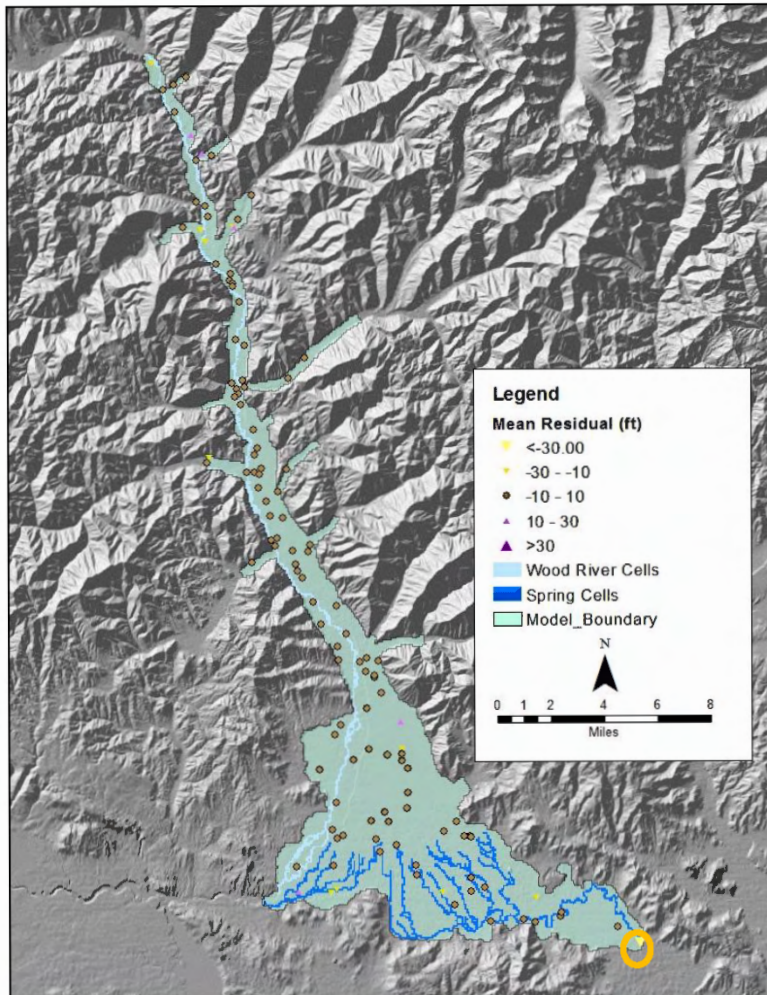 Legend
Mean Residual (ft)
<-30.00
-30 - -10
-10 - 10
10 - 30
>30
Wood River Cells
Spring Cells
Model_Boundary
N
0 2 4 6 8
Miles